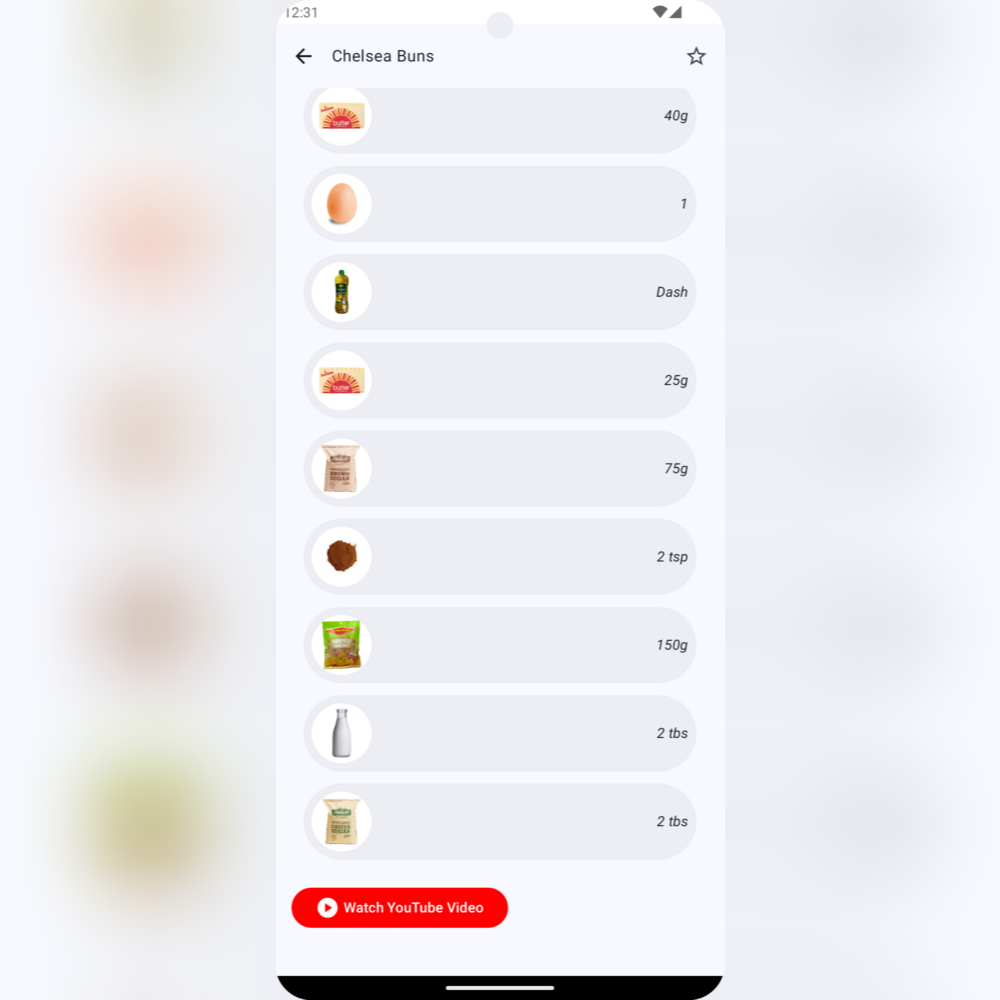 12:31
Chelsea Buns
butter
40g
1
Dash
butter
25g
BROWN
SUGAR
75g
2 tsp
150g
2 tbs
CASTER
SUGAR
2 tbs
Watch YouTube Video